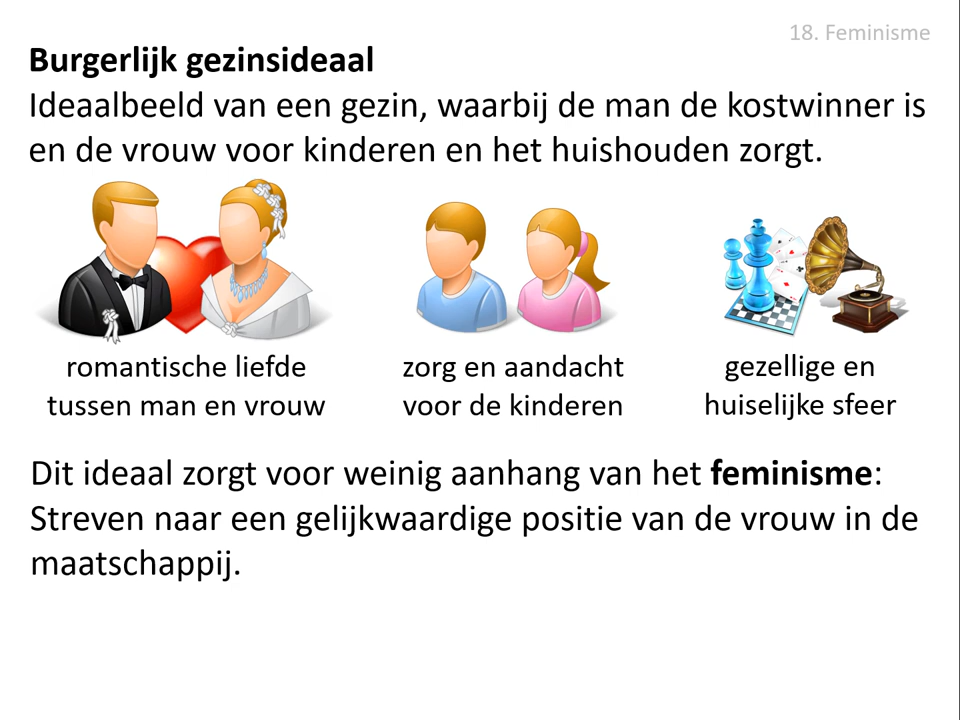 18. Feminisme
Burgerlijk gezinsideaal
Ideaalbeeld van een gezin, waarbij de man de kostwinner is
en de vrouw voor kinderen en het huishouden zorgt.
romantische liefde
tussen man en vrouw
zorg en aandacht
voor de kinderen
gezellige en
huiselijke sfeer
Dit ideaal zorgt voor weinig aanhang van het feminisme:
Streven naar een gelijkwaardige positie van de vrouw in de
maatschappij.